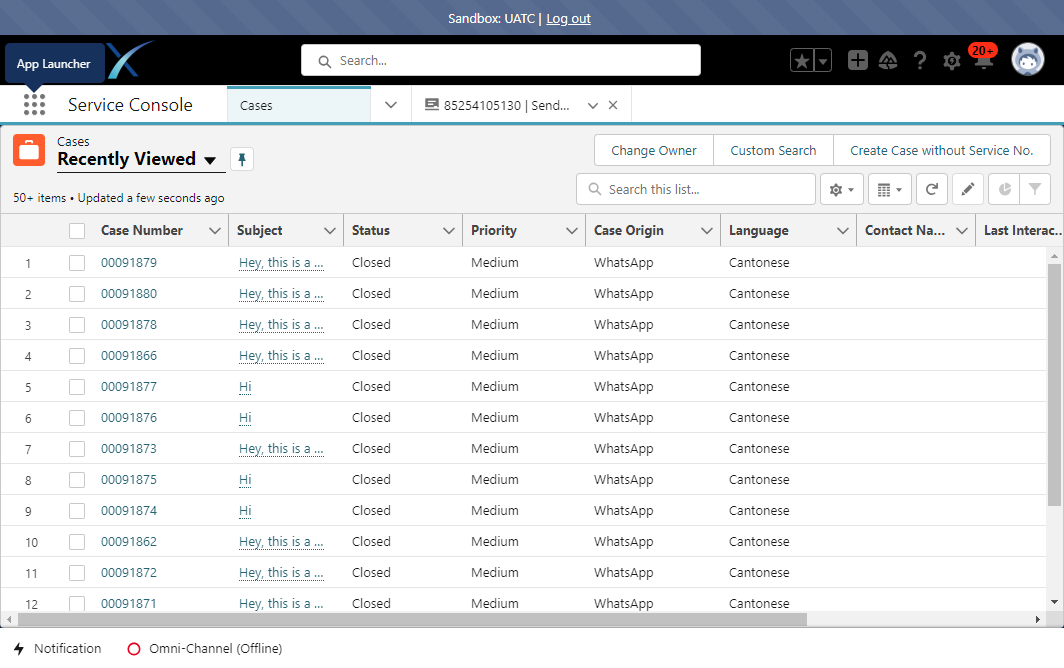 Sandbox: UATC | Log out
App Launcher
Search...
20+
Service Console
Cases
85254105130 | Send...
Cases
Recently Viewed
Change Owner
Custom Search
Create Case without Service No.
50+ items • Updated a few seconds ago
Search this list...
Case Number Subject Status Priority Case Origin Language Contact Na... Last Interac...
1 00091879 Hey, this is a ... Closed Medium WhatsApp Cantonese
2 00091880 Hey, this is a ... Closed Medium WhatsApp Cantonese
3 00091878 Hey, this is a ... Closed Medium WhatsApp Cantonese
4 00091866 Hey, this is a ... Closed Medium WhatsApp Cantonese
5 00091877 Hi Closed Medium WhatsApp Cantonese
6 00091876 Hi Closed Medium WhatsApp Cantonese
7 00091873 Hey, this is a ... Closed Medium WhatsApp Cantonese
8 00091875 Hi Closed Medium WhatsApp Cantonese
9 00091874 Hi Closed Medium WhatsApp Cantonese
10 00091862 Hey, this is a ... Closed Medium WhatsApp Cantonese
11 00091872 Hey, this is a ... Closed Medium WhatsApp Cantonese
12 00091871 Hey, this is a ... Closed Medium WhatsApp Cantonese
Notification
Omni-Channel (Offline)